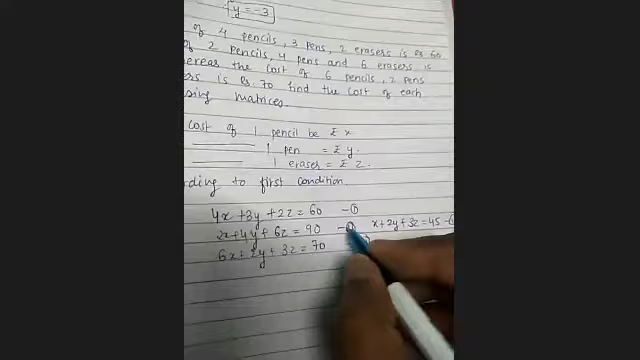 y = -3
of 4 pencils, 3 pens, 2 erasers is Rs 60
of 2 pencils, 4 pens and 6 erasers is
ereas the cost of 6 pencils, 2 pens
ers is Rs. 70 find the cost of each
using matrices.
cost of 1 pencil be ₹ x
1 pen = ₹ y.
1 eraser = ₹ z.
rding to first condition.
4x + 3y + 2z = 60 - ①
2x + 4y + 6z = 90 - ① x + 2y + 3z = 45 -
6x + 2y + 3z = 70